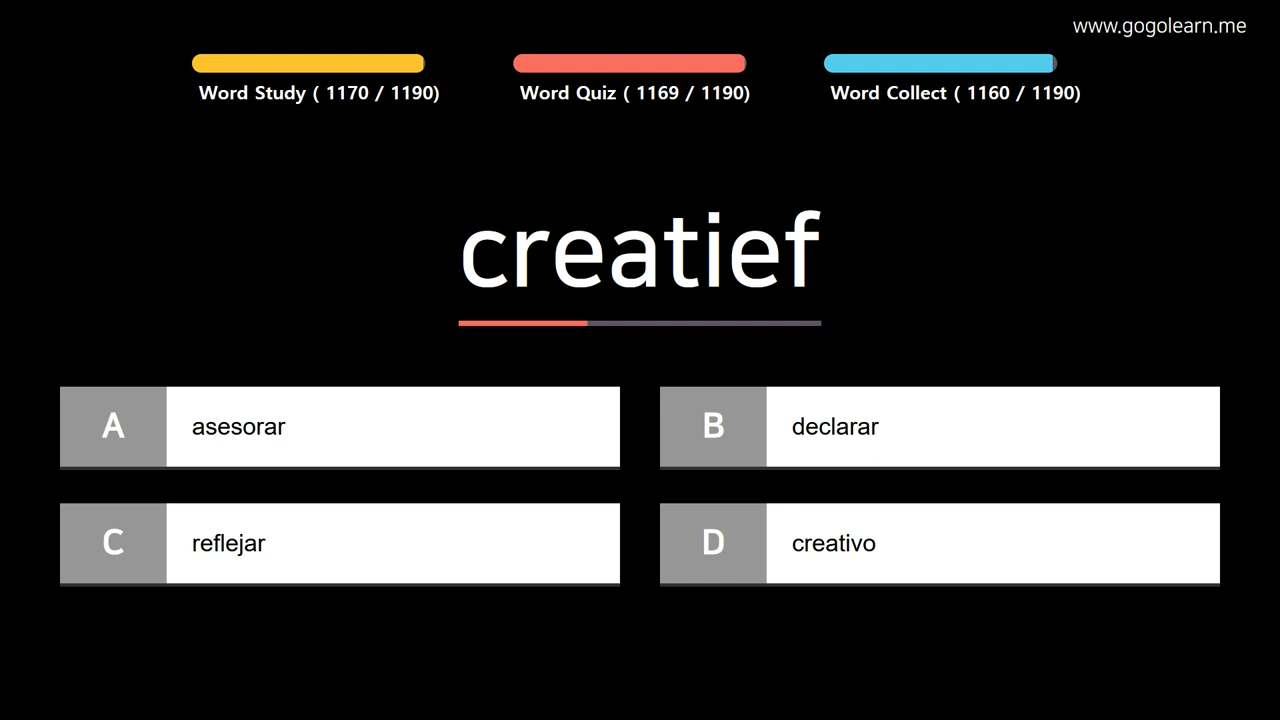 www.gogolearn.me
Word Study ( 1170 / 1190)
Word Quiz ( 1169 / 1190)
Word Collect ( 1160 / 1190)
creatief
A asesorar
B declarar
C reflejar
D creativo